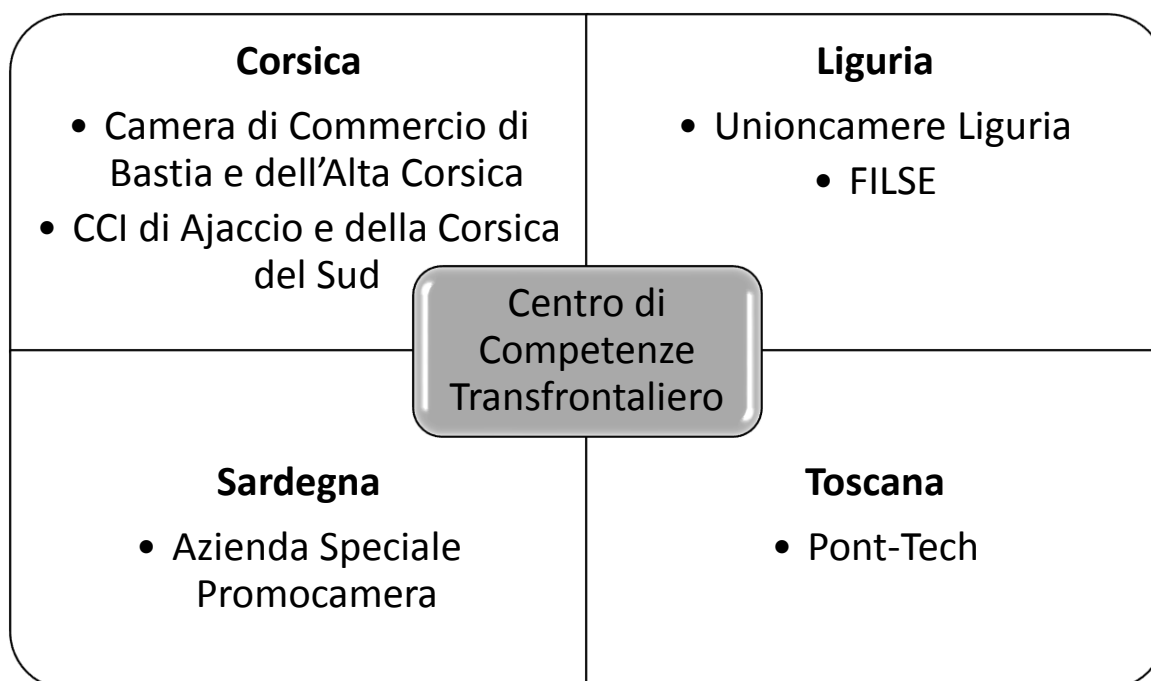 Corsica
• Camera di Commercio di
Bastia e dell’Alta Corsica
• CCI di Ajaccio e della Corsica
del Sud
Liguria
• Unioncamere Liguria
• FILSE
Centro di
Competenze
Transfrontaliero
Sardegna
• Azienda Speciale
Promocamera
Toscana
• Pont-Tech